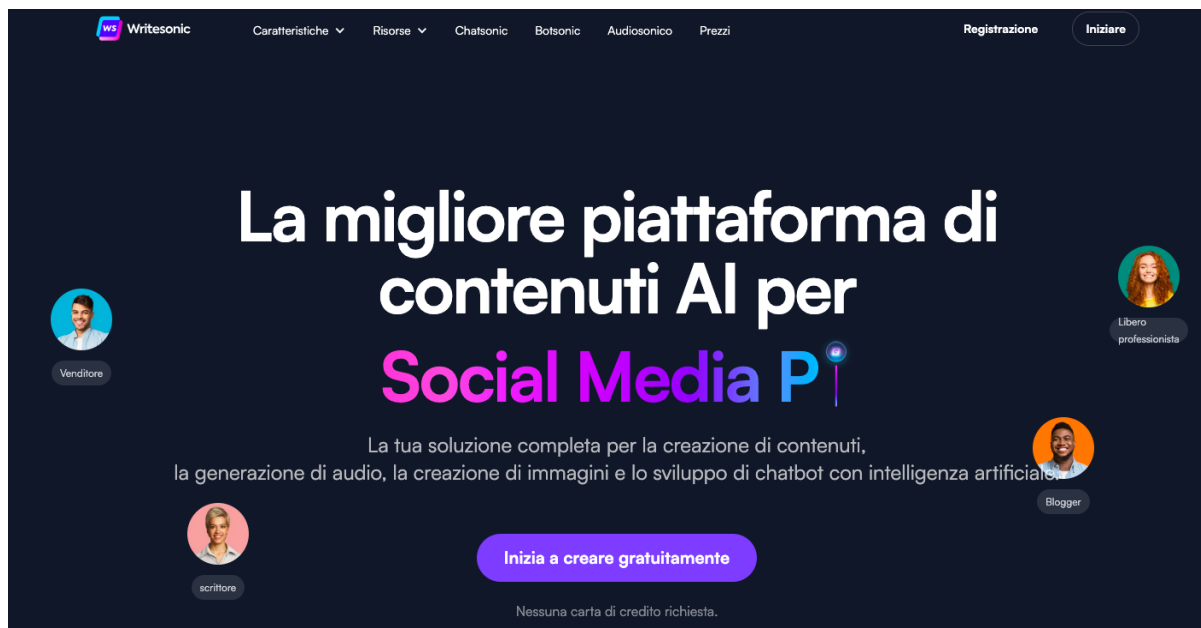 ws Writesonic Caratteristiche Risorse Chatsonic Botsonic Audiosonico Prezzi Registrazione Iniziare
La migliore piattaforma di
contenuti AI per
Social Media P
La tua soluzione completa per la creazione di contenuti,
la generazione di audio, la creazione di immagini e lo sviluppo di chatbot con intelligenza artificiale.
Venditore
Libero
professionista
Blogger
scrittore
Inizia a creare gratuitamente
Nessuna carta di credito richiesta.